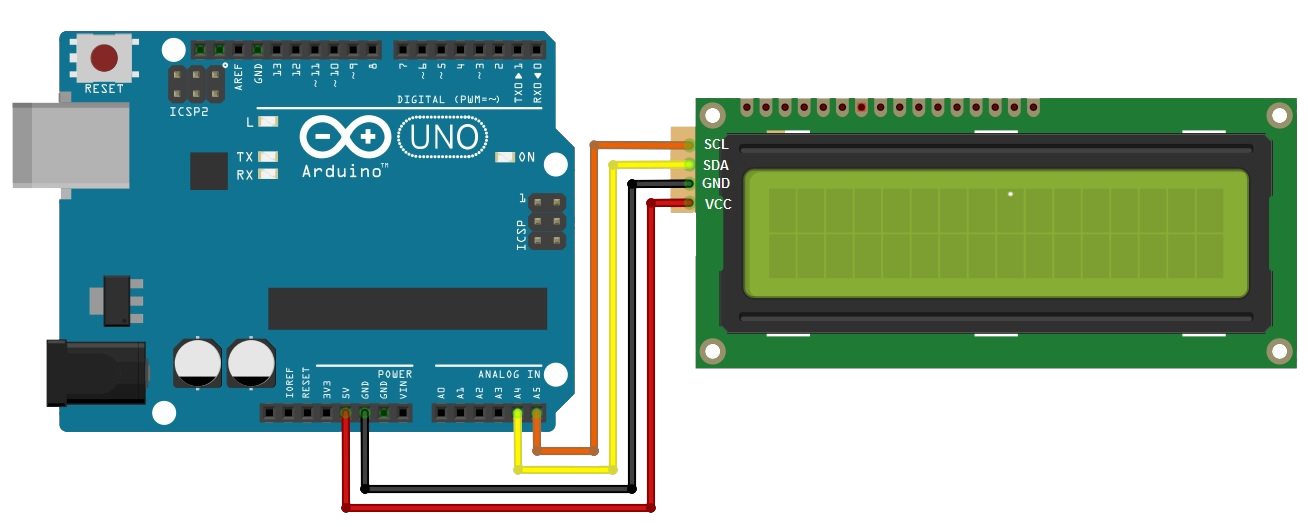 RESET
ICSP2
AREF
GND
13
12
~11
~10
~9
8
7
~6
~5
4
~3
2
TX0▶1
RX0◀0
DIGITAL (PWM=~)
L
TX
RX
UNO
Arduino™
ON
1
ICSP
SCL
SDA
GND
VCC
POWER
ANALOG IN
IOREF
RESET
3V3
5V
GND
GND
VIN
A0
A1
A2
A3
A4
A5